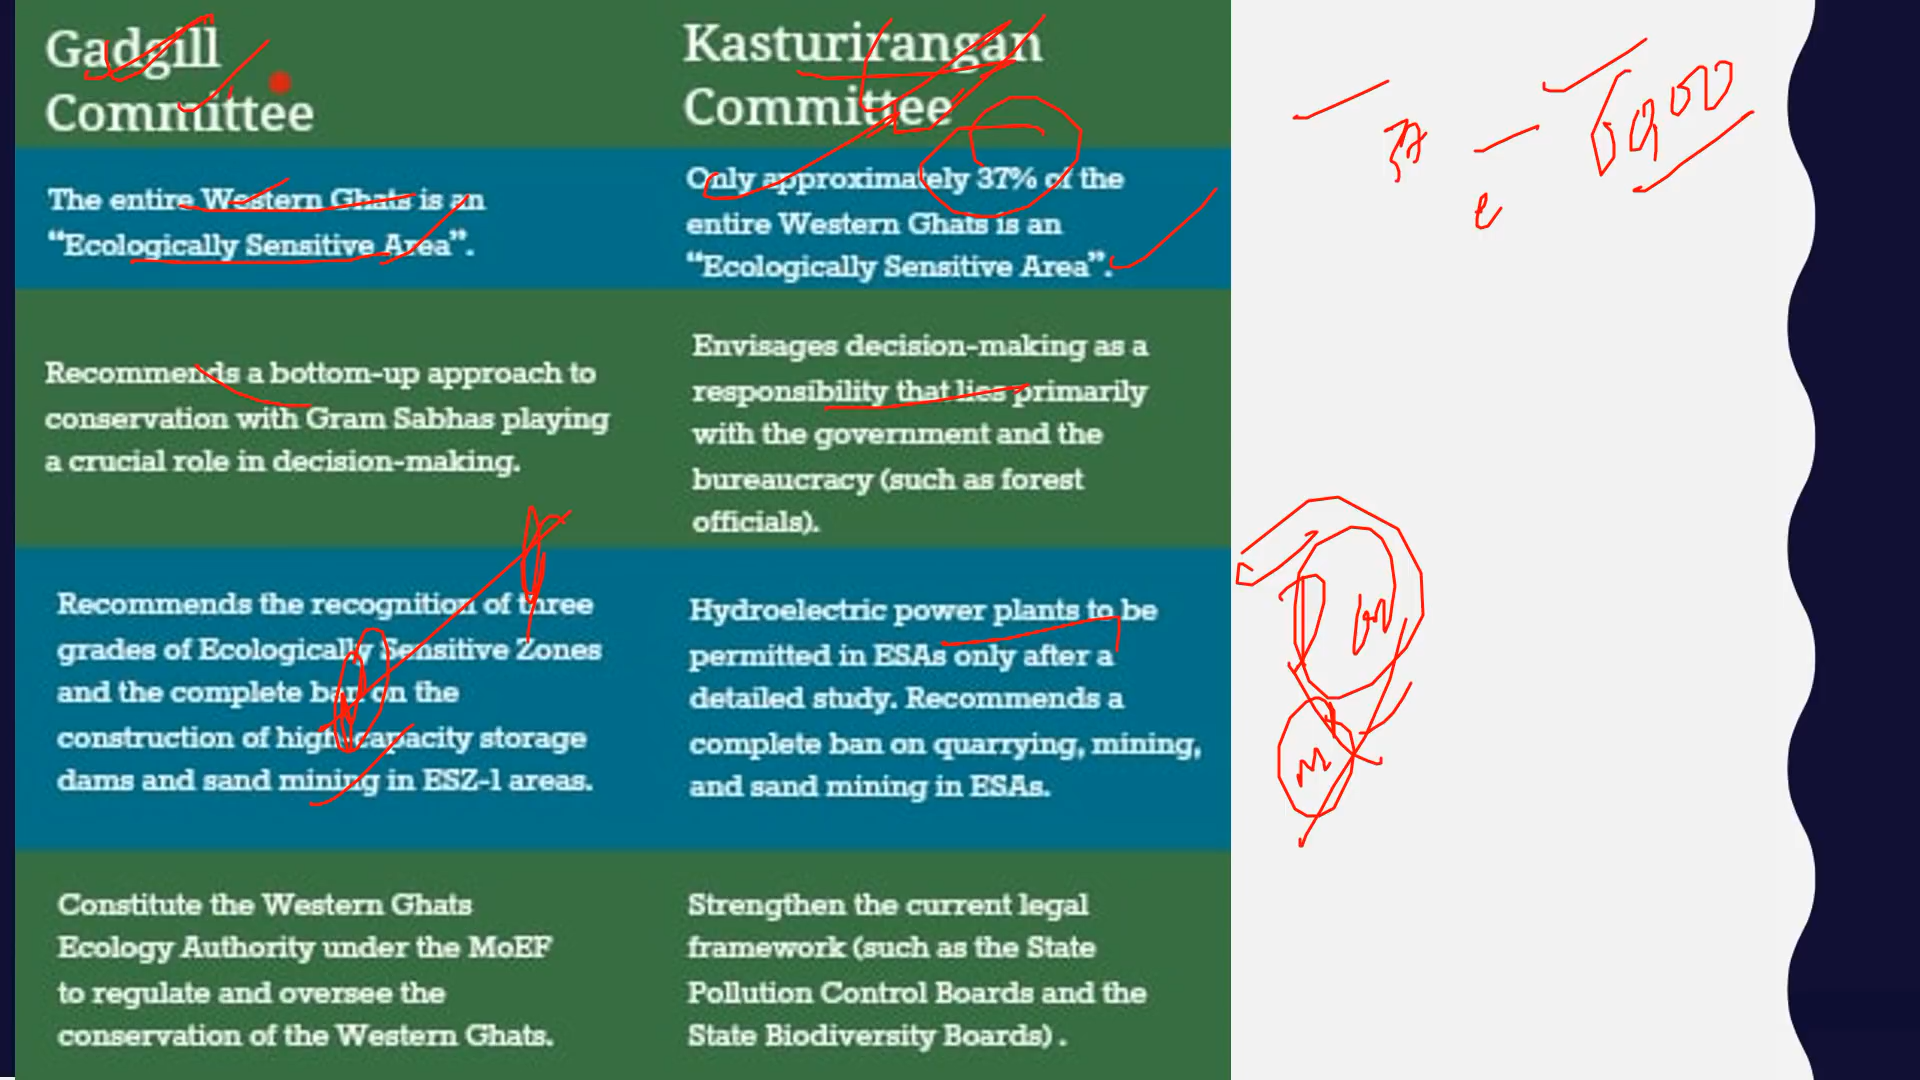 Gadgill
Committee
Kasturirangan
Committee
The entire Western Ghats is an
“Ecologically Sensitive Area”.
Only approximately 37% of the
entire Western Ghats is an
“Ecologically Sensitive Area”.
Recommends a bottom-up approach to
conservation with Gram Sabhas playing
a crucial role in decision-making.
Envisages decision-making as a
responsibility that lies primarily
with the government and the
bureaucracy (such as forest
officials).
Recommends the recognition of three
grades of Ecologically Sensitive Zones
and the complete ban on the
construction of high-capacity storage
dams and sand mining in ESZ-1 areas.
Hydroelectric power plants to be
permitted in ESAs only after a
detailed study. Recommends a
complete ban on quarrying, mining,
and sand mining in ESAs.
Constitute the Western Ghats
Ecology Authority under the MoEF
to regulate and oversee the
conservation of the Western Ghats.
Strengthen the current legal
framework (such as the State
Pollution Control Boards and the
State Biodiversity Boards) .